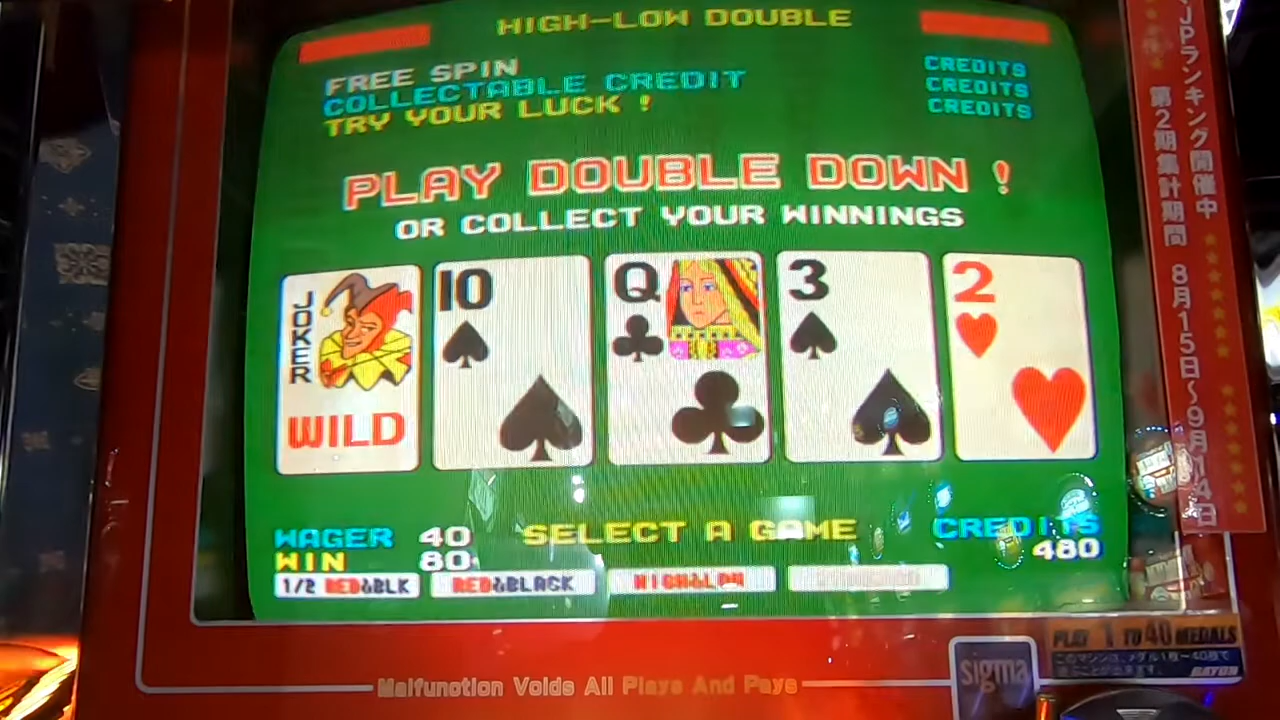 HIGH-LOW DOUBLE
FREE SPIN CREDITS
COLLECTABLE CREDIT CREDITS
TRY YOUR LUCK ! CREDITS
PLAY DOUBLE DOWN !
OR COLLECT YOUR WINNINGS
JOKER
WILD
10
Q
3
2
WAGER 40 SELECT A GAME CREDITS
WIN 80 480
1/2 RED&BLK RED&BLACK HIGH&LOW
Malfunction Voids All Plays And Pays
sigma
PLAY 1 TO 40 MEDALS
JPランキング開催中
第2期集計期間 8月15日~9月14日